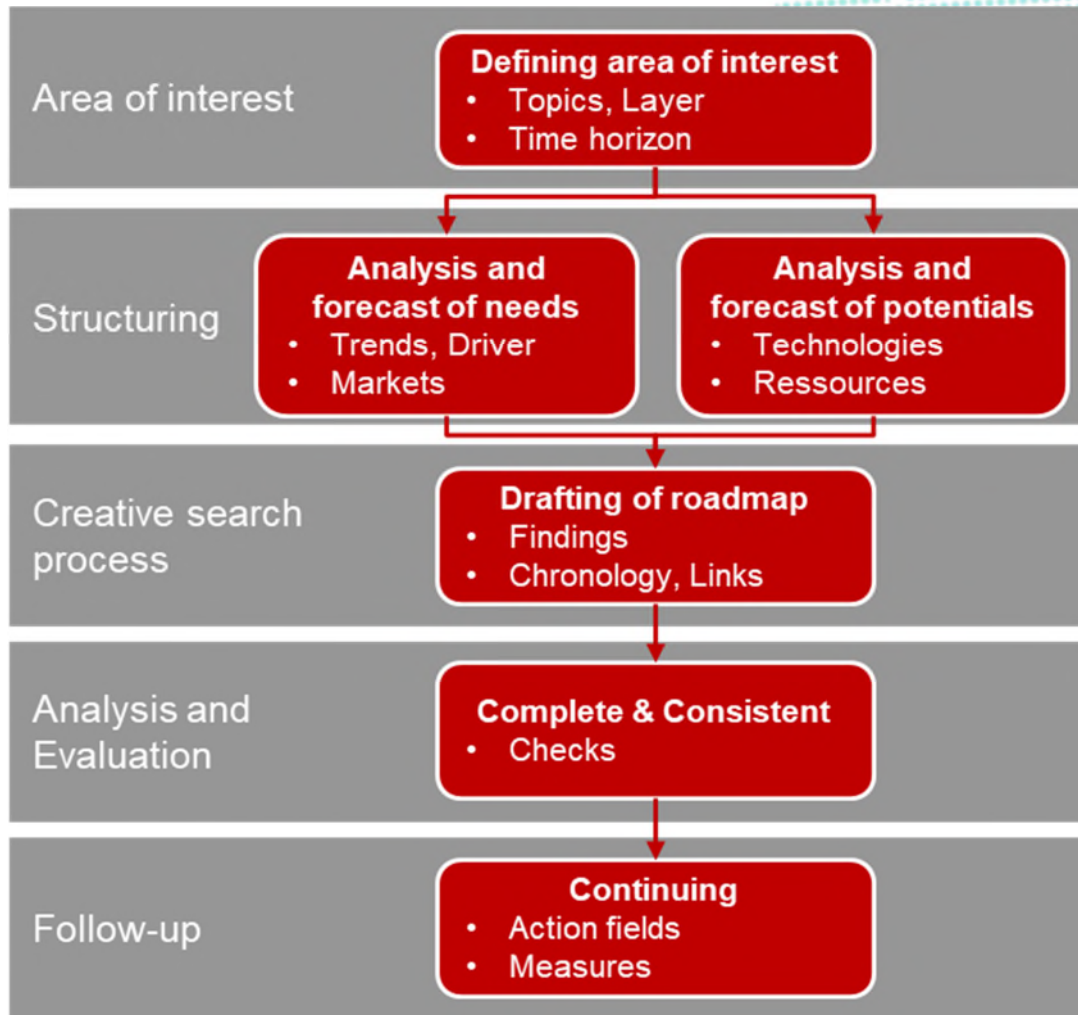 Area of interest
Defining area of interest
• Topics, Layer
• Time horizon
Structuring
Analysis and
forecast of needs
• Trends, Driver
• Markets
Analysis and
forecast of potentials
• Technologies
• Ressources
Creative search
process
Drafting of roadmap
• Findings
• Chronology, Links
Analysis and
Evaluation
Complete & Consistent
• Checks
Follow-up
Continuing
• Action fields
• Measures